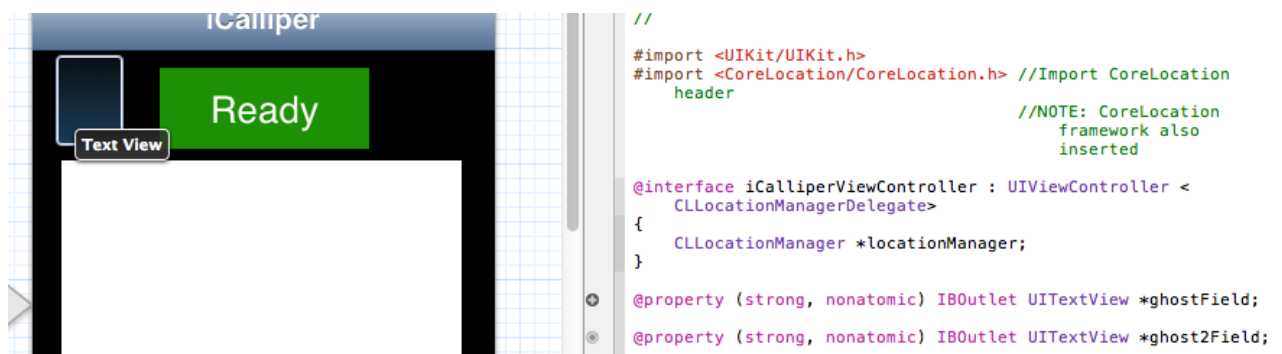 iCalliper
Ready
Text View
//
#import <UIKit/UIKit.h>
#import <CoreLocation/CoreLocation.h> //Import CoreLocation
header
//NOTE: CoreLocation
framework also
inserted
@interface iCalliperViewController : UIViewController <
CLLocationManagerDelegate>
{
CLLocationManager *locationManager;
}
@property (strong, nonatomic) IBOutlet UITextView *ghostField;
@property (strong, nonatomic) IBOutlet UITextView *ghost2Field;